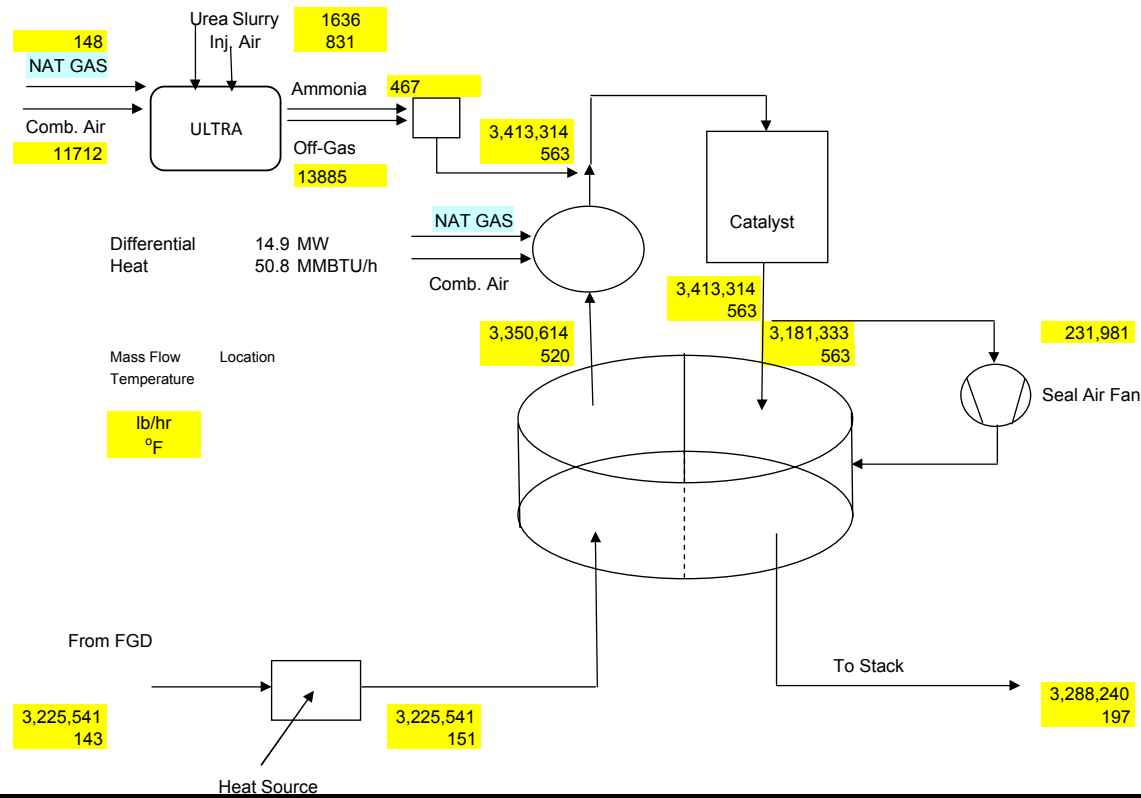 Urea Slurry 1636
148 Inj. Air 831
NAT GAS
Ammonia 467
Comb. Air ULTRA 3,413,314
11712 Off-Gas 563
13885
NAT GAS Catalyst
Differential 14.9 MW
Heat 50.8 MMBTU/h
Comb. Air 3,413,314
563
3,350,614 3,181,333 231,981
520 563
Mass Flow Location
Temperature
Seal Air Fan
lb/hr
°F
From FGD
To Stack
3,225,541 3,225,541 3,288,240
143 151 197
Heat Source